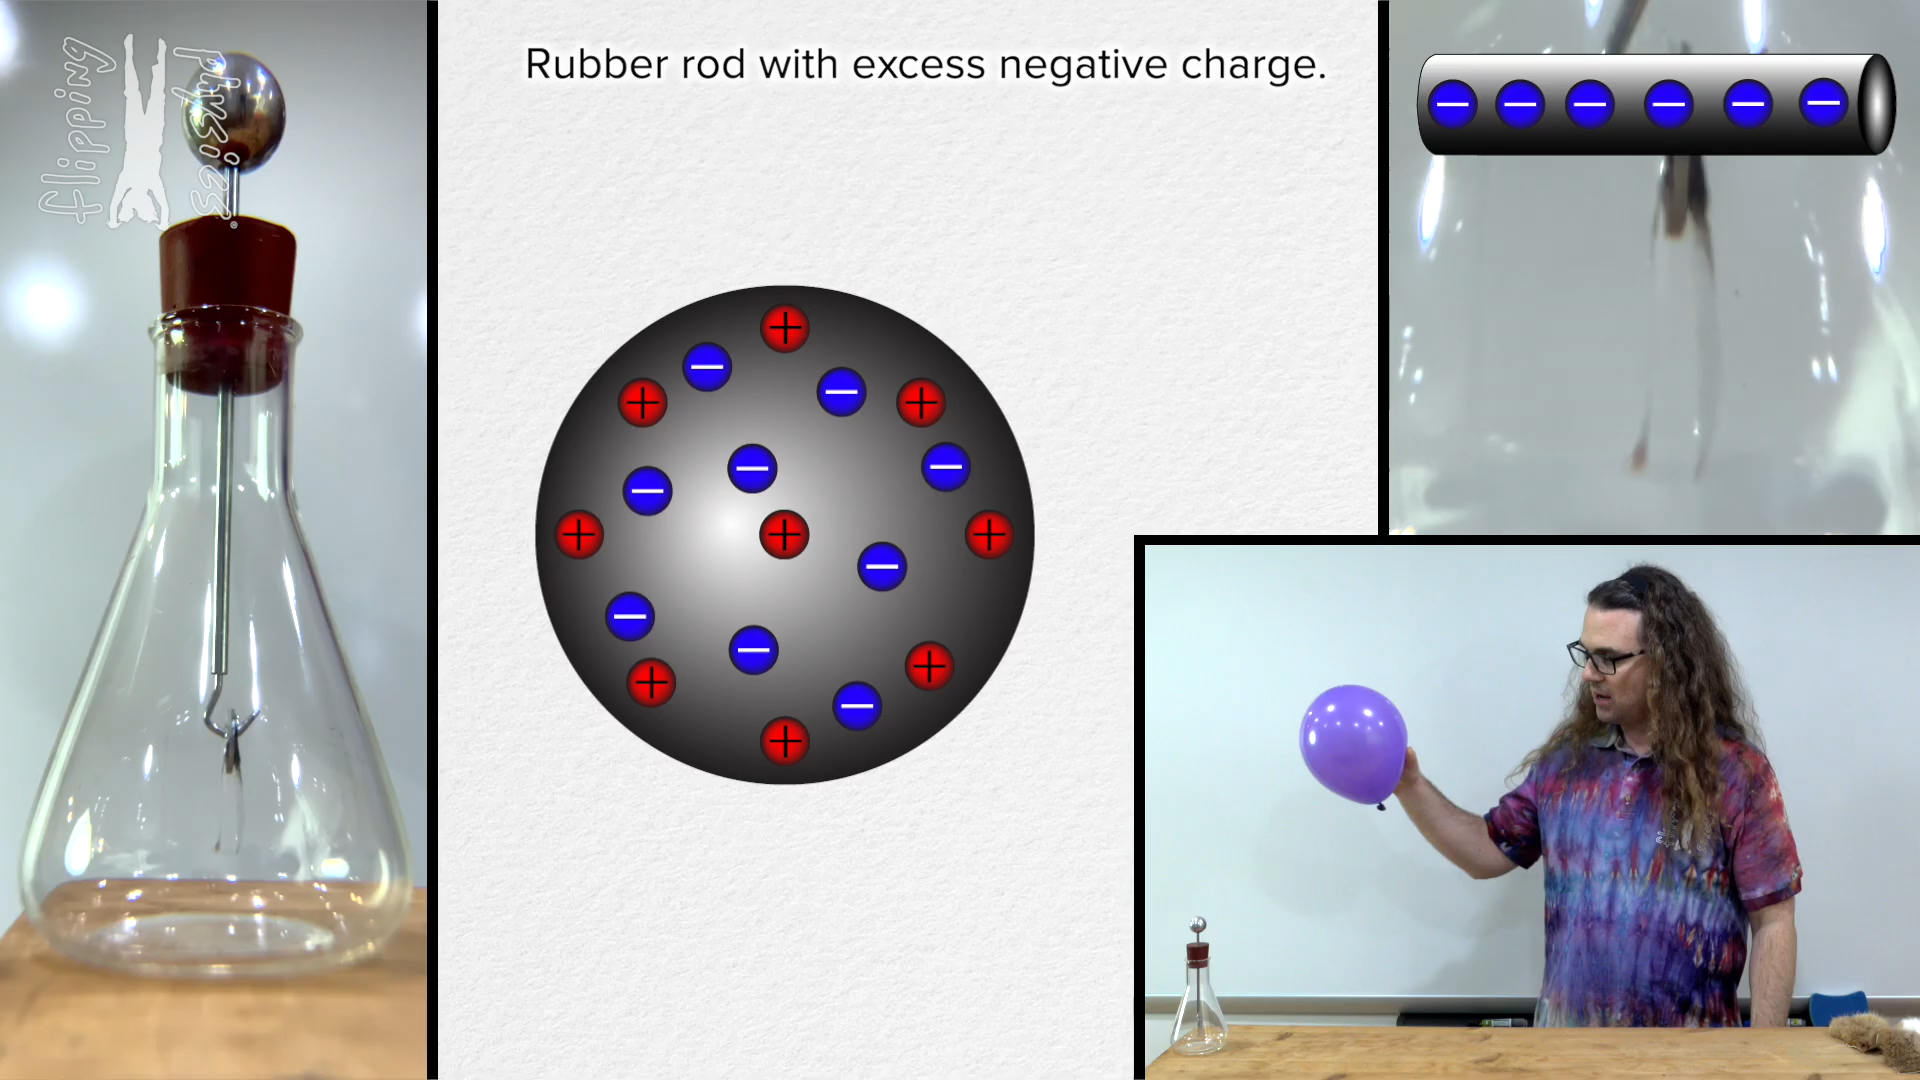 flipping
physics
Rubber rod with excess negative charge.